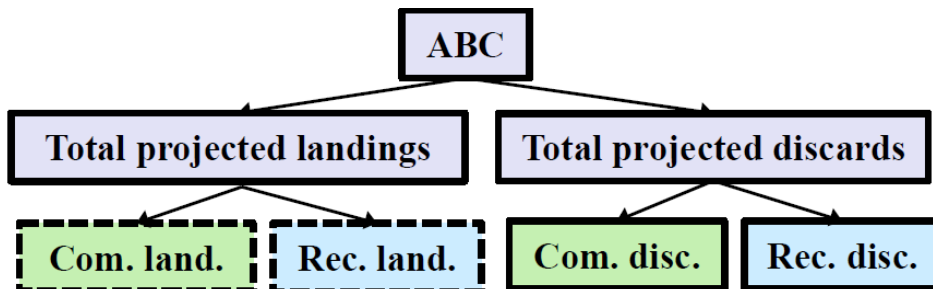 ABC
Total projected landings
Total projected discards
Com. land.
Rec. land.
Com. disc.
Rec. disc.